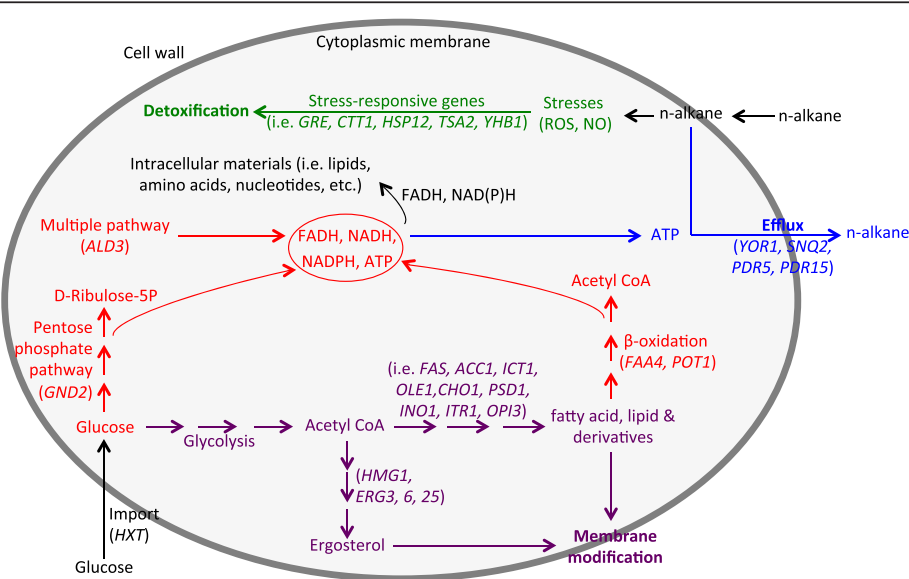 Cytoplasmic membrane
Cell wall
Detoxification
Stress-responsive genes
(i.e. GRE, CTT1, HSP12, TSA2, YHB1)
Stresses
(ROS, NO)
n-alkane
n-alkane
Intracellular materials (i.e. lipids,
amino acids, nucleotides, etc.)
FADH, NAD(P)H
Multiple pathway
(ALD3)
FADH, NADH,
NADPH, ATP
ATP
Efflux
(YOR1, SNQ2,
PDR5, PDR15)
n-alkane
D-Ribulose-5P
Pentose
phosphate
pathway
(GND2)
Acetyl CoA
β-oxidation
(FAA4, POT1)
(i.e. FAS, ACC1, ICT1,
OLE1,CHO1, PSD1,
INO1, ITR1, OPI3)
Glucose
Glycolysis
Acetyl CoA
fatty acid, lipid &
derivatives
(HMG1,
ERG3, 6, 25)
Import
(HXT)
Ergosterol
Membrane
modification
Glucose